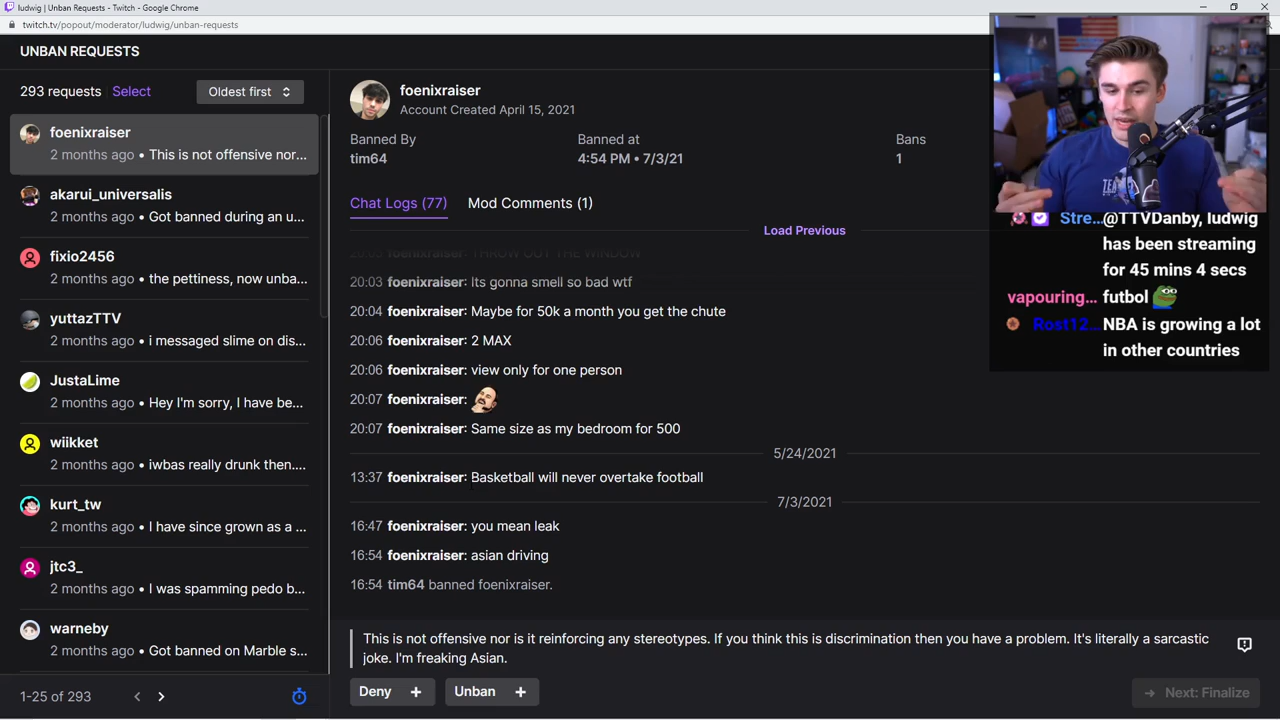 ludwig | Unban Requests - Twitch - Google Chrome
twitch.tv/popout/moderator/ludwig/unban-requests
UNBAN REQUESTS
293 requests Select Oldest first
foenixraiser
2 months ago • This is not offensive nor...
akarui_universalis
2 months ago • Got banned during an u...
fixio2456
2 months ago • the pettiness, now unba...
yuttazTTV
2 months ago • i messaged slime on dis...
JustaLime
2 months ago • Hey I'm sorry, I have be...
wiikket
2 months ago • iwbas really drunk then....
kurt_tw
2 months ago • I have since grown as a ...
jtc3_
2 months ago • I was spamming pedo b...
warneby
2 months ago • Got banned on Marble s...
1-25 of 293
foenixraiser
Account Created April 15, 2021
Banned By Banned at Bans
tim64 4:54 PM • 7/3/21 1
Chat Logs (77) Mod Comments (1)
Load Previous
20:03 foenixraiser: THROW OUT THE WINDOW
20:03 foenixraiser: Its gonna smell so bad wtf
20:04 foenixraiser: Maybe for 50k a month you get the chute
20:06 foenixraiser: 2 MAX
20:06 foenixraiser: view only for one person
20:07 foenixraiser:
20:07 foenixraiser: Same size as my bedroom for 500
5/24/2021
13:37 foenixraiser: Basketball will never overtake football
7/3/2021
16:47 foenixraiser: you mean leak
16:54 foenixraiser: asian driving
16:54 tim64 banned foenixraiser.
This is not offensive nor is it reinforcing any stereotypes. If you think this is discrimination then you have a problem. It's literally a sarcastic
joke. I'm freaking Asian.
Deny + Unban + Next: Finalize
Stre... @TTVDanby, ludwig
has been streaming
for 45 mins 4 secs
vapouring... futbol
Rost12... NBA is growing a lot
in other countries